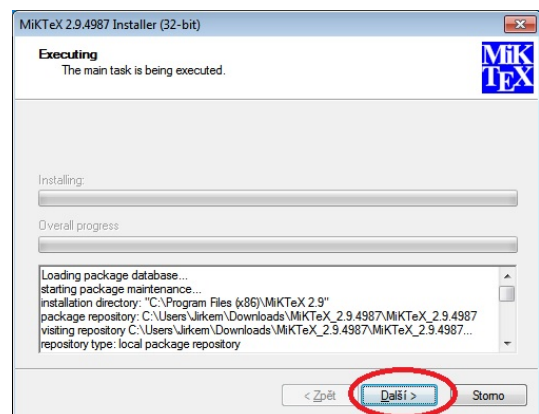 MiKTeX 2.9.4987 Installer (32-bit)
Executing
The main task is being executed.
MiK
TEX
Installing:
Overall progress
Loading package database...
starting package maintenance...
installation directory: "C:\Program Files (x86)\MiKTeX 2.9"
package repository: C:\Users\Jirkem\Downloads\MiKTeX_2.9.4987\MiKTeX_2.9.4987
visiting repository C:\Users\Jirkem\Downloads\MiKTeX_2.9.4987\MiKTeX_2.9.4987...
repository type: local package repository
< Zpět
Další >
Storno